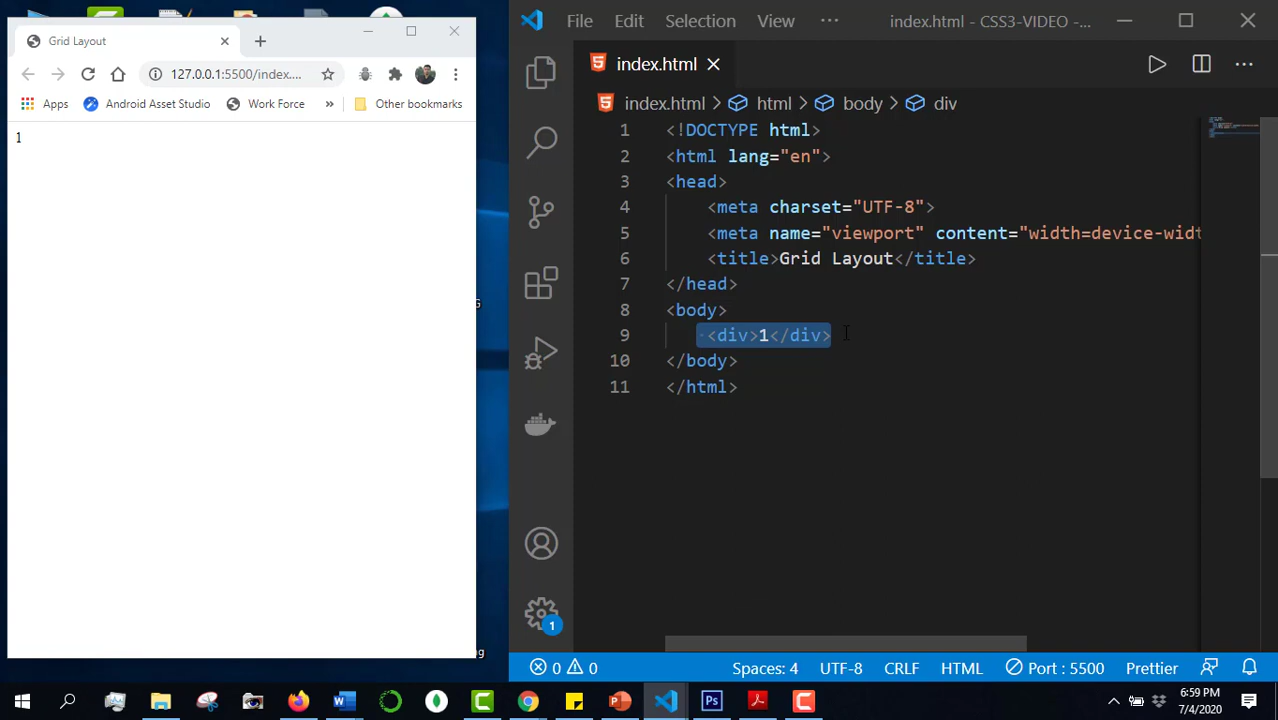 Grid Layout
127.0.0.1:5500/index....
Apps
Android Asset Studio
Work Force
»
Other bookmarks
1
File Edit Selection View ··· index.html - CSS3-VIDEO -...
index.html
index.html > html > body > div
1 <!DOCTYPE html>
2 <html lang="en">
3 <head>
4 <meta charset="UTF-8">
5 <meta name="viewport" content="width=device-widt
6 <title>Grid Layout</title>
7 </head>
8 <body>
9 <div>1</div>
10 </body>
11 </html>
1
0 0 Spaces: 4 UTF-8 CRLF HTML Port : 5500 Prettier
6:59 PM
7/4/2020